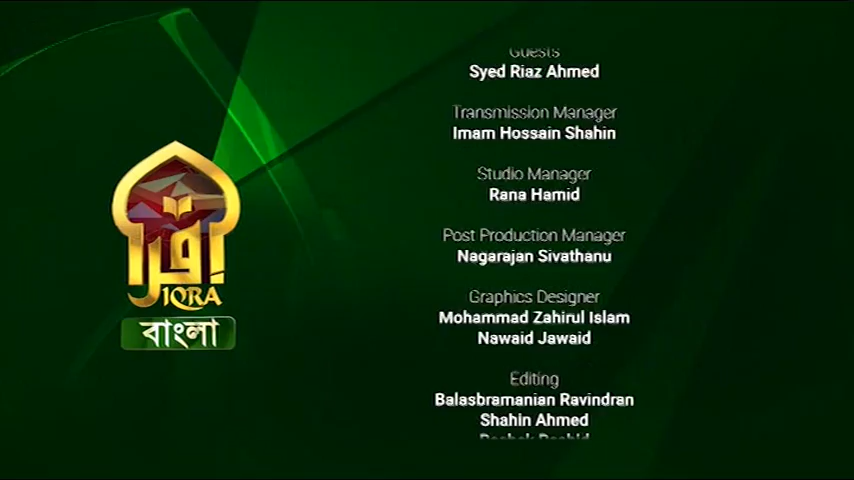 اقرأ
IQRA
বাংলা
Guests
Syed Riaz Ahmed
Transmission Manager
Imam Hossain Shahin
Studio Manager
Rana Hamid
Post Production Manager
Nagarajan Sivathanu
Graphics Designer
Mohammad Zahirul Islam
Nawaid Jawaid
Editing
Balasbramanian Ravindran
Shahin Ahmed